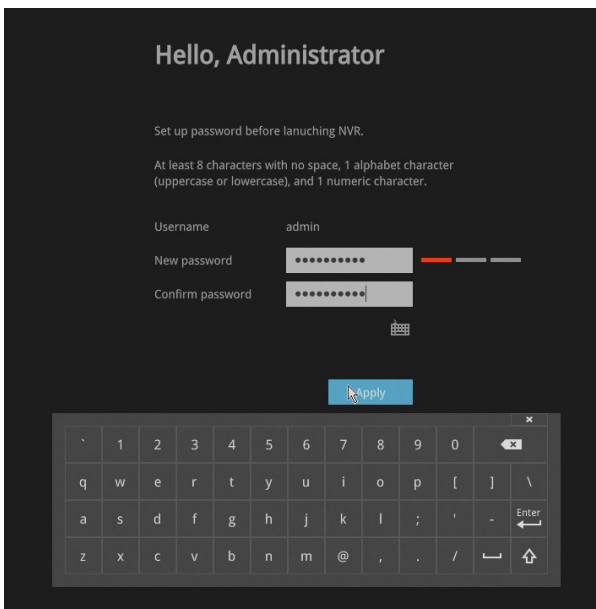 Hello, Administrator
Set up password before lanuching NVR.
At least 8 characters with no space, 1 alphabet character
(uppercase or lowercase), and 1 numeric character.
Username admin
New password ••••••••••
Confirm password ••••••••••
Apply
×
` 1 2 3 4 5 6 7 8 9 0
q w e r t y u i o p [ ] \
a s d f g h j k l ; ' - Enter
z x c v b n m @ , . /